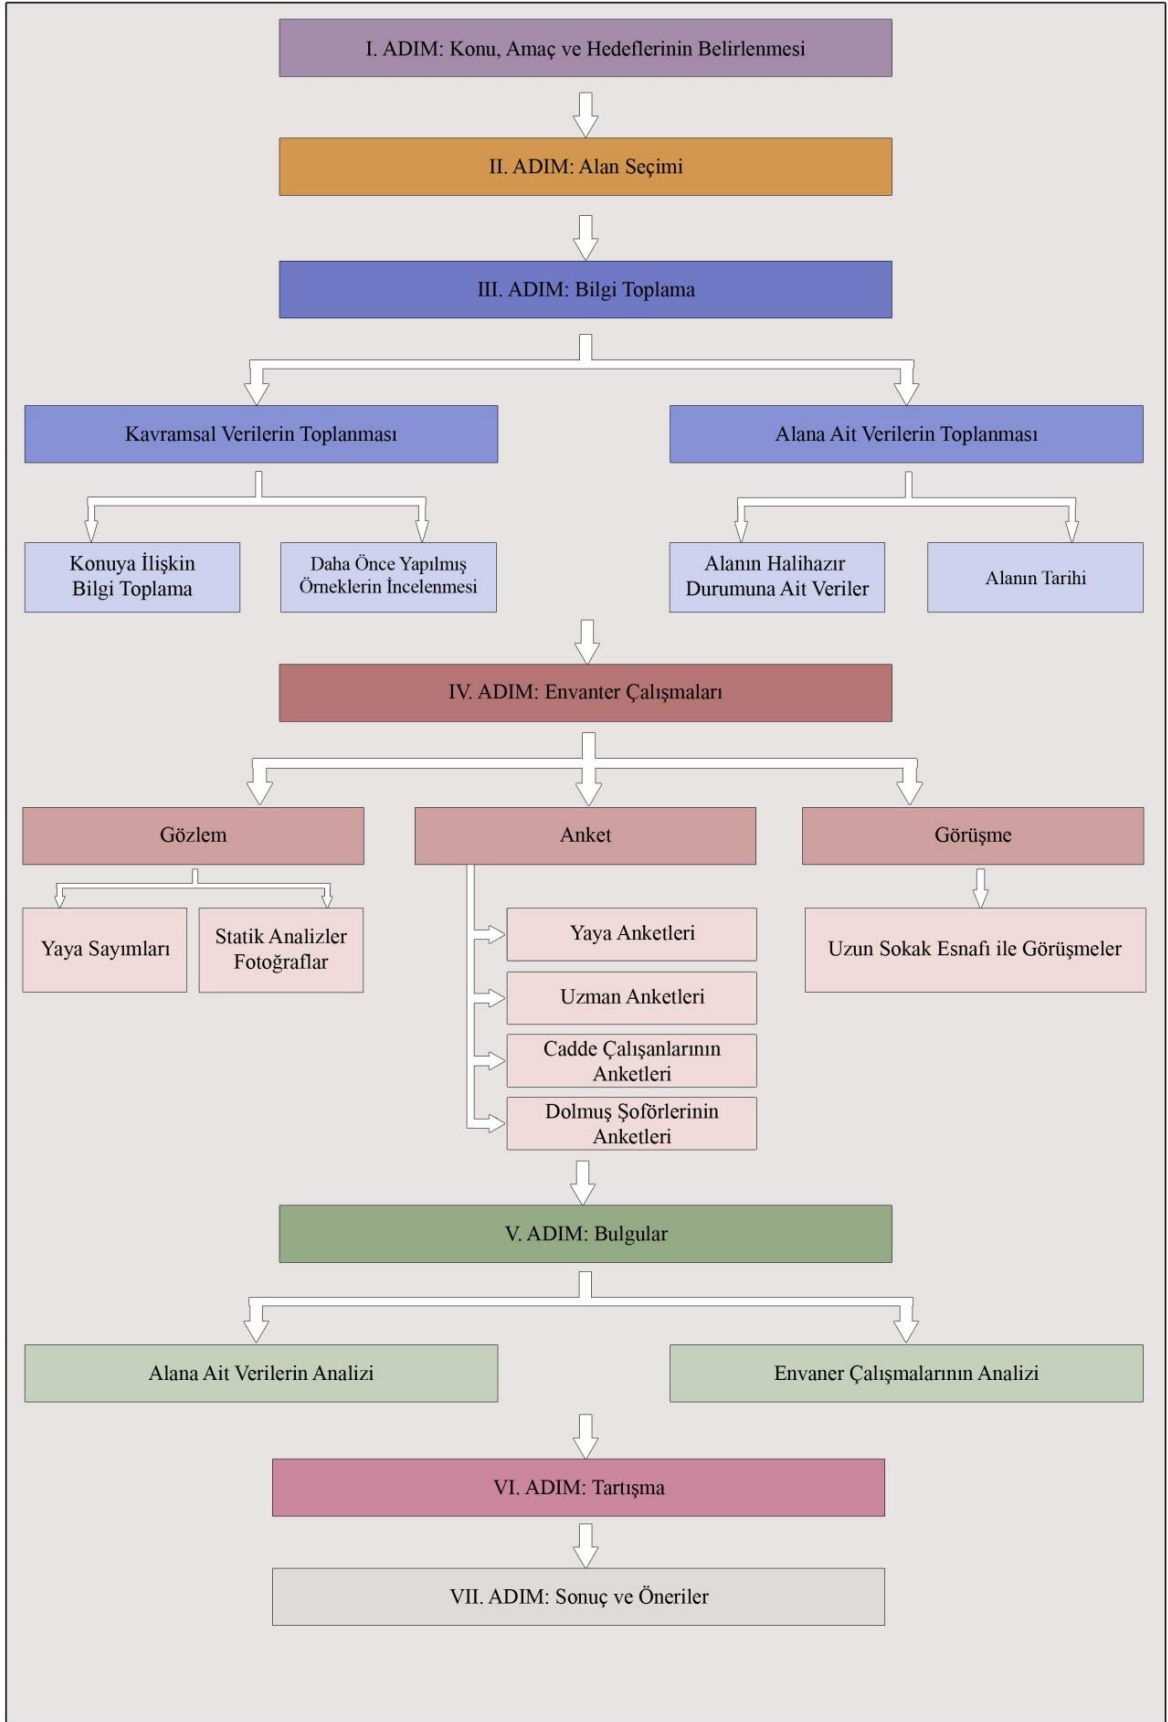 I. ADIM: Konu, Amaç ve Hedeflerinin Belirlenmesi
II. ADIM: Alan Seçimi
III. ADIM: Bilgi Toplama
Kavramsal Verilerin Toplanması
Alana Ait Verilerin Toplanması
Konuya İlişkin
Bilgi Toplama
Daha Önce Yapılmış
Örneklerin İncelenmesi
Alanın Halihazır
Durumuna Ait Veriler
Alanın Tarihi
IV. ADIM: Envanter Çalışmaları
Gözlem
Anket
Görüşme
Yaya Sayımları
Statik Analizler
Fotoğraflar
Yaya Anketleri
Uzman Anketleri
Cadde Çalışanlarının
Anketleri
Dolmuş Şoförlerinin
Anketleri
Uzun Sokak Esnafı ile Görüşmeler
V. ADIM: Bulgular
Alana Ait Verilerin Analizi
Envaner Çalışmalarının Analizi
VI. ADIM: Tartışma
VII. ADIM: Sonuç ve Öneriler